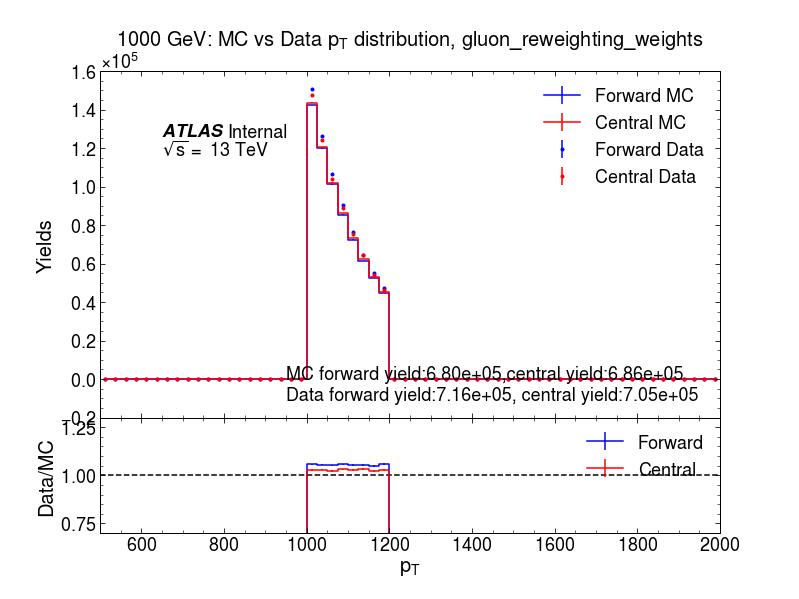 1000 GeV: MC vs Data pT distribution, gluon_reweighting_weights
×10⁵
1.6
1.4
1.2
1.0
0.8
0.6
0.4
0.2
0.0
0.2
Yields
ATLAS Internal
√s = 13 TeV
Forward MC
Central MC
Forward Data
Central Data
MC forward yield:6.80e+05,central yield:6.86e+05
Data forward yield:7.16e+05, central yield:7.05e+05
1.25
1.00
0.75
Data/MC
Forward
Central
600 800 1000 1200 1400 1600 1800 2000
pT